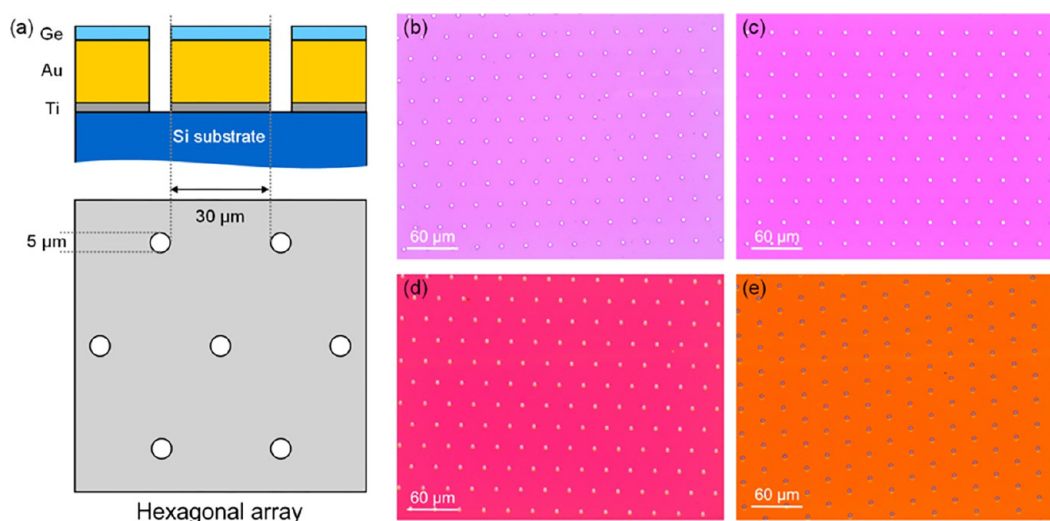 (a)
Ge
Au
Ti
Si substrate
30 μm
5 μm
Hexagonal array
(b)
60 μm
(c)
60 μm
(d)
60 μm
(e)
60 μm